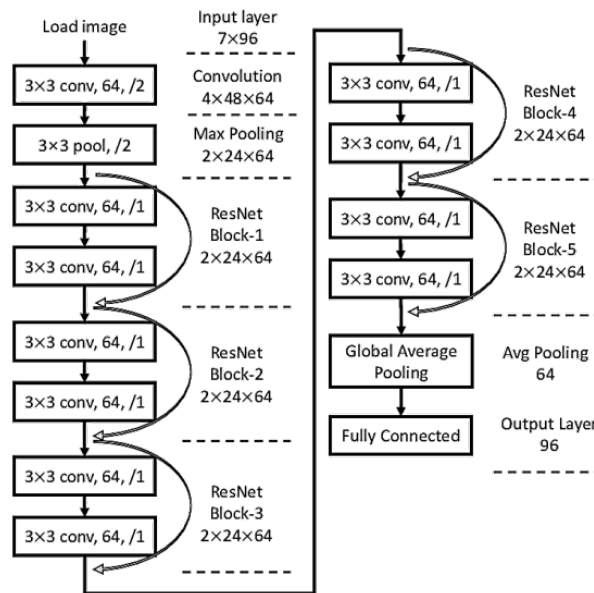 Load image
Input layer
7×96
3×3 conv, 64, /2
Convolution
4×48×64
3×3 pool, /2
Max Pooling
2×24×64
3×3 conv, 64, /1
3×3 conv, 64, /1
ResNet
Block-1
2×24×64
3×3 conv, 64, /1
3×3 conv, 64, /1
ResNet
Block-2
2×24×64
3×3 conv, 64, /1
3×3 conv, 64, /1
ResNet
Block-3
2×24×64
3×3 conv, 64, /1
3×3 conv, 64, /1
ResNet
Block-4
2×24×64
3×3 conv, 64, /1
3×3 conv, 64, /1
ResNet
Block-5
2×24×64
Global Average
Pooling
Avg Pooling
64
Fully Connected
Output Layer
96